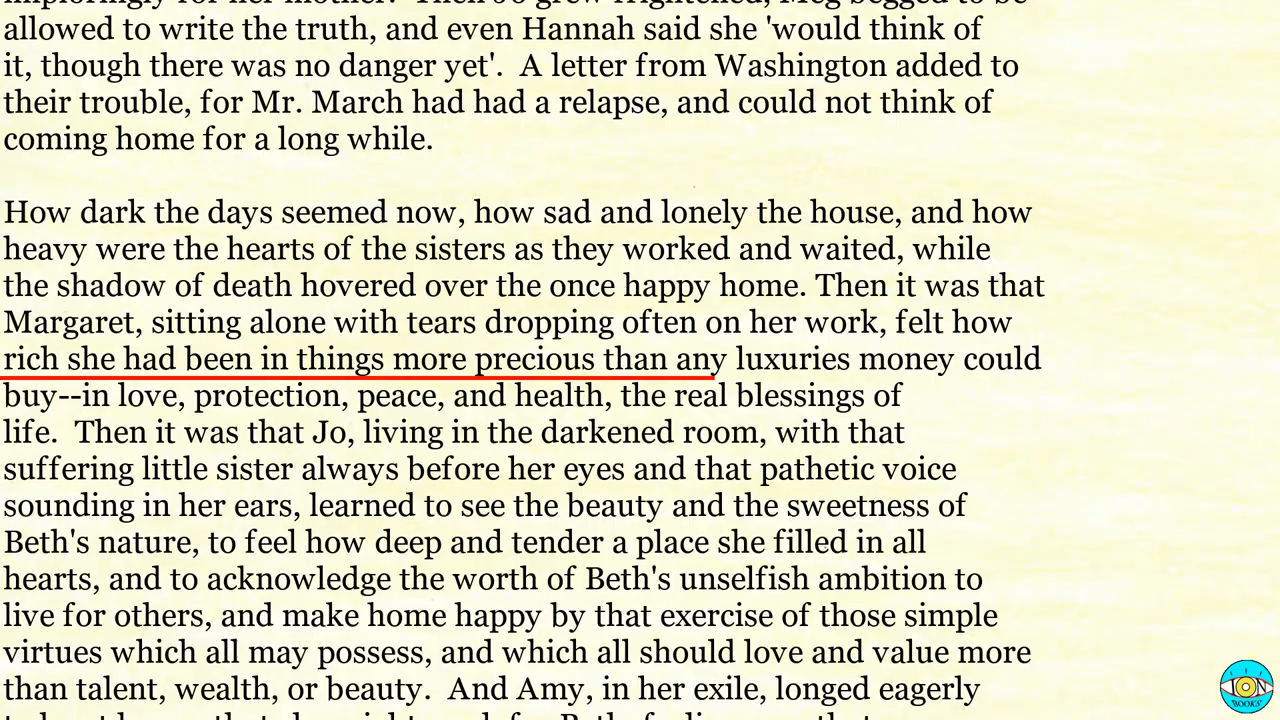 allowed to write the truth, and even Hannah said she 'would think of
it, though there was no danger yet'.  A letter from Washington added to
their trouble, for Mr. March had had a relapse, and could not think of
coming home for a long while.
How dark the days seemed now, how sad and lonely the house, and how
heavy were the hearts of the sisters as they worked and waited, while
the shadow of death hovered over the once happy home. Then it was that
Margaret, sitting alone with tears dropping often on her work, felt how
rich she had been in things more precious than any luxuries money could
buy--in love, protection, peace, and health, the real blessings of
life.  Then it was that Jo, living in the darkened room, with that
suffering little sister always before her eyes and that pathetic voice
sounding in her ears, learned to see the beauty and the sweetness of
Beth's nature, to feel how deep and tender a place she filled in all
hearts, and to acknowledge the worth of Beth's unselfish ambition to
live for others, and make home happy by that exercise of those simple
virtues which all may possess, and which all should love and value more
than talent, wealth, or beauty.  And Amy, in her exile, longed eagerly
ION
BOOKS